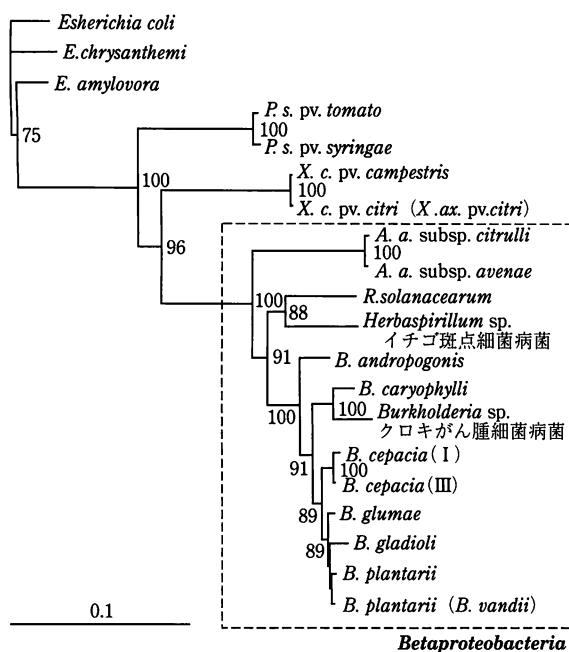 Esherichia coli
E.chrysanthemi
E. amylovora
75
P. s. pv. tomato
100
P. s. pv. syringae
100
X. c. pv. campestris
100
X. c. pv. citri (X .ax. pv.citri)
96
A. a. subsp. citrulli
100
A. a. subsp. avenae
100
R.solanacearum
88
Herbaspirillum sp.
イチゴ斑点細菌病菌
91
B. andropogonis
B. caryophylli
100
100
Burkholderia sp.
クロキがん腫細菌病菌
B. cepacia(Ⅰ)
91
100
B. cepacia(Ⅲ)
89
B. glumae
B. gladioli
89
B. plantarii
B. plantarii (B. vandii)
0.1
Betaproteobacteria